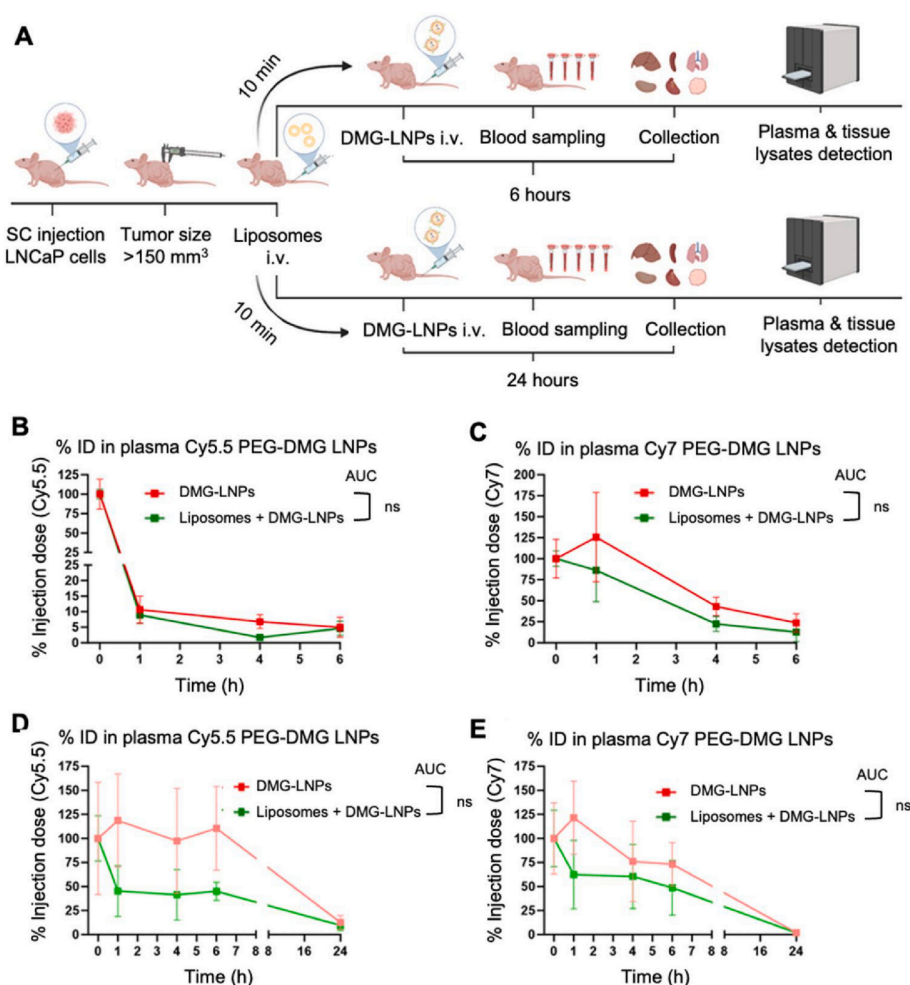 A
10 min
DMG-LNPs i.v. Blood sampling Collection
Plasma & tissue
lysates detection
6 hours
SC injection
LNCaP cells
Tumor size
>150 mm³
Liposomes
i.v.
10 min
DMG-LNPs i.v. Blood sampling Collection
Plasma & tissue
lysates detection
24 hours
B
% ID in plasma Cy5.5 PEG-DMG LNPs
% Injection dose (Cy5.5)
125
100
75
50
25
25
20
15
10
5
0
AUC
DMG-LNPs
Liposomes + DMG-LNPs
ns
0 1 2 3 4 5 6
Time (h)
C
% ID in plasma Cy7 PEG-DMG LNPs
% Injection dose (Cy7)
200
175
150
125
100
75
50
25
0
AUC
DMG-LNPs
Liposomes + DMG-LNPs
ns
0 1 2 3 4 5 6
Time (h)
D
% ID in plasma Cy5.5 PEG-DMG LNPs
% Injection dose (Cy5.5)
175
150
125
100
75
50
25
0
AUC
DMG-LNPs
Liposomes + DMG-LNPs
ns
0 1 2 3 4 5 6 7 8 8 16 24
Time (h)
E
% ID in plasma Cy7 PEG-DMG LNPs
% Injection dose (Cy7)
175
150
125
100
75
50
25
0
AUC
DMG-LNPs
Liposomes + DMG-LNPs
ns
0 1 2 3 4 5 6 7 8 8 16 24
Time (h)